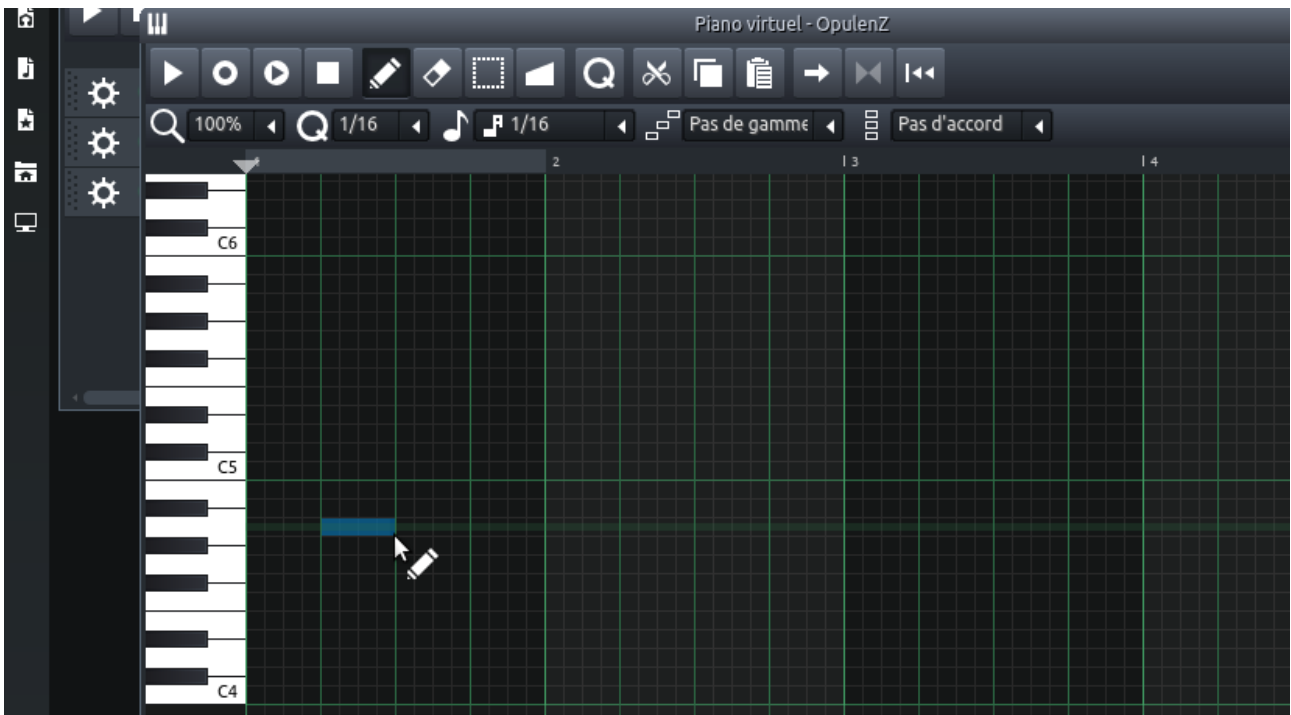 Piano virtuel - OpulenZ
100% 1/16 1/16 Pas de gamme Pas d'accord
1 2 3 4
C6
C5
C4